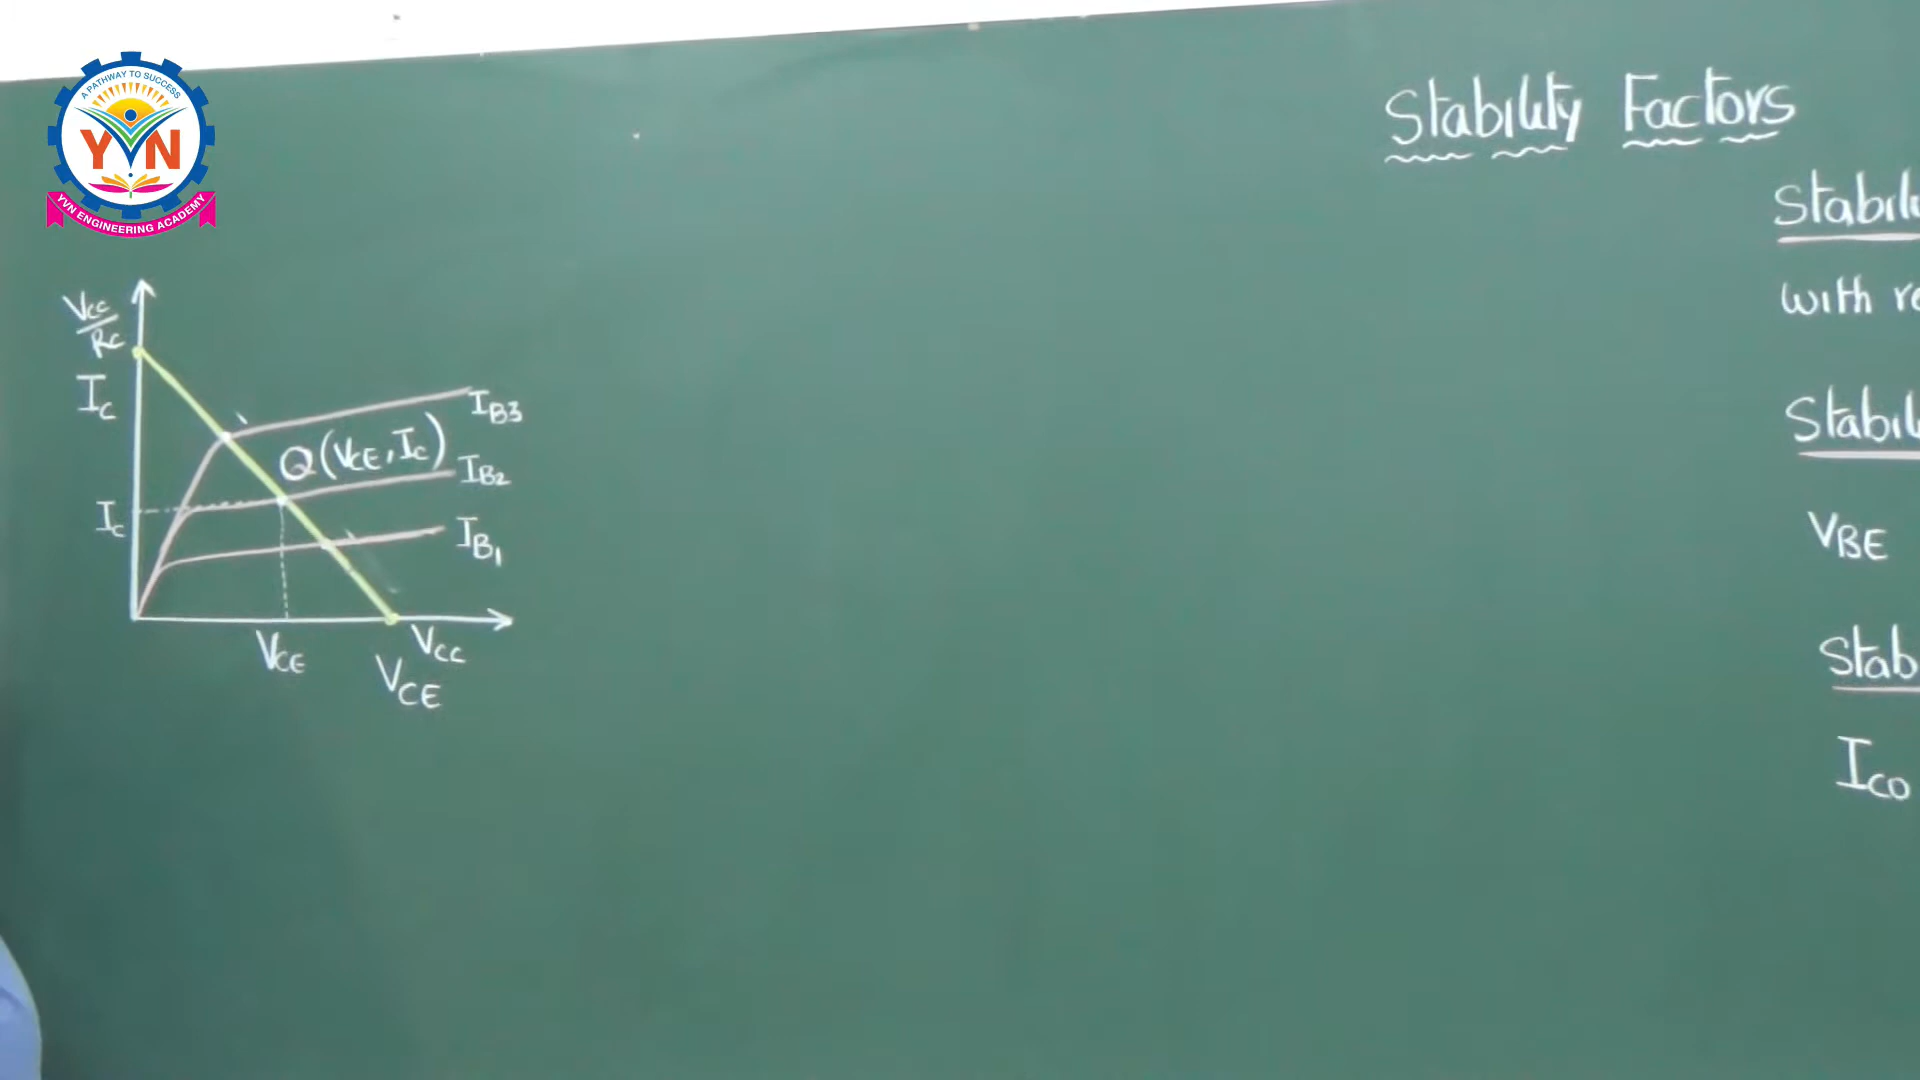 A PATHWAY TO SUCCESS
YVN
YVN ENGINEERING ACADEMY
Stability Factors
with
VBE
ICO
VCC/RC
IC
IB3
Q(VCE, IC)
IB2
IC
IB1
VCE
VCC
VCE